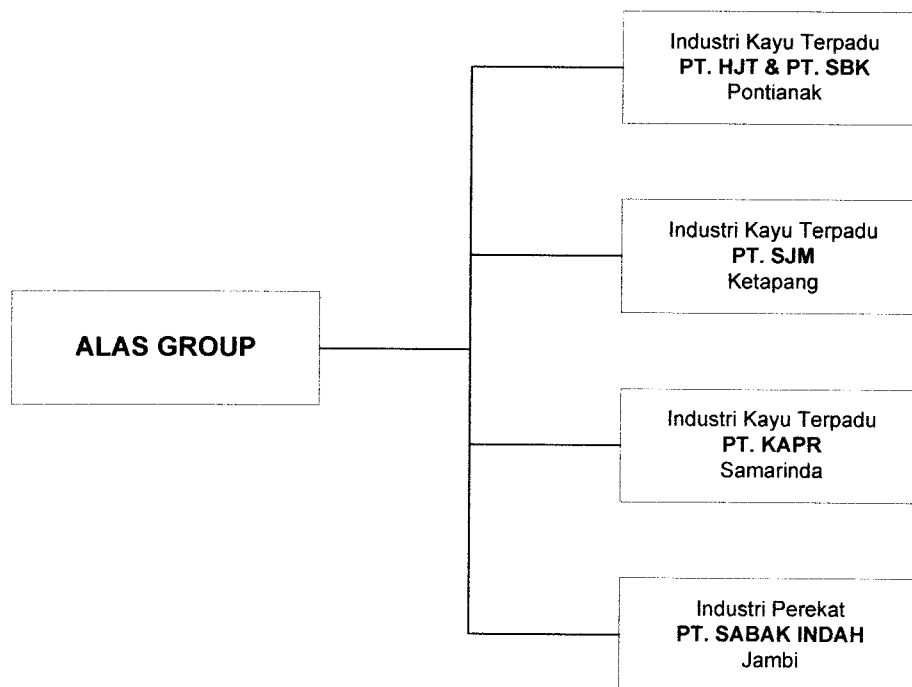 Industri Kayu Terpadu
PT. HJT & PT. SBK
Pontianak
Industri Kayu Terpadu
PT. SJM
Ketapang
ALAS GROUP
Industri Kayu Terpadu
PT. KAPR
Samarinda
Industri Perekat
PT. SABAK INDAH
Jambi